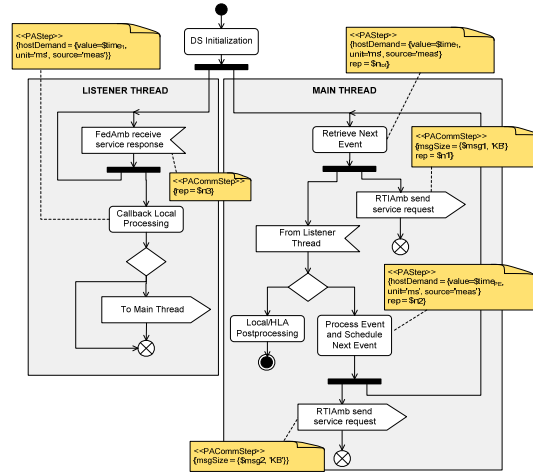 <<PAStep>>
{hostDemand = {value=$time
unit='ms', source='meas'}}
DS Initialization
<<PAStep>>
{hostDemand = {value=$time
unit='ms', source='meas'}
rep = $n
LISTENER THREAD
MAIN THREAD
FedAmb receive
service response
Retrieve Next
Event
<<PACommStep>>
{msgSize = {$msg1, 'KB'}
rep = $n1}
<<PACommStep>>
{rep = $n3}
RTIAmb send
service request
Callback Local
Processing
From Listener
Thread
<<PAStep>>
{hostDemand = {value=$time
unit='ms', source='meas'}
rep = $n2}
To Main Thread
Local/HLA
Postprocessing
Process Event
and Schedule
Next Event
RTIAmb send
service request
<<PACommStep>>
{msgSize = {$msg2, 'KB'}}